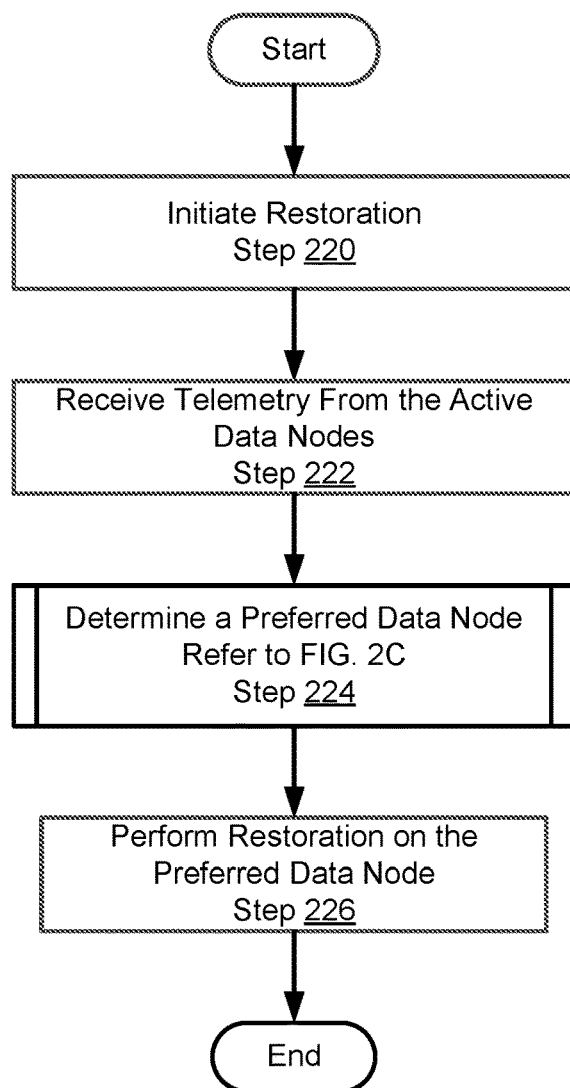 Start
Initiate Restoration
Step 220
Receive Telemetry From the Active
Data Nodes
Step 222
Determine a Preferred Data Node
Refer to FIG. 2C
Step 224
Perform Restoration on the
Preferred Data Node
Step 226
End